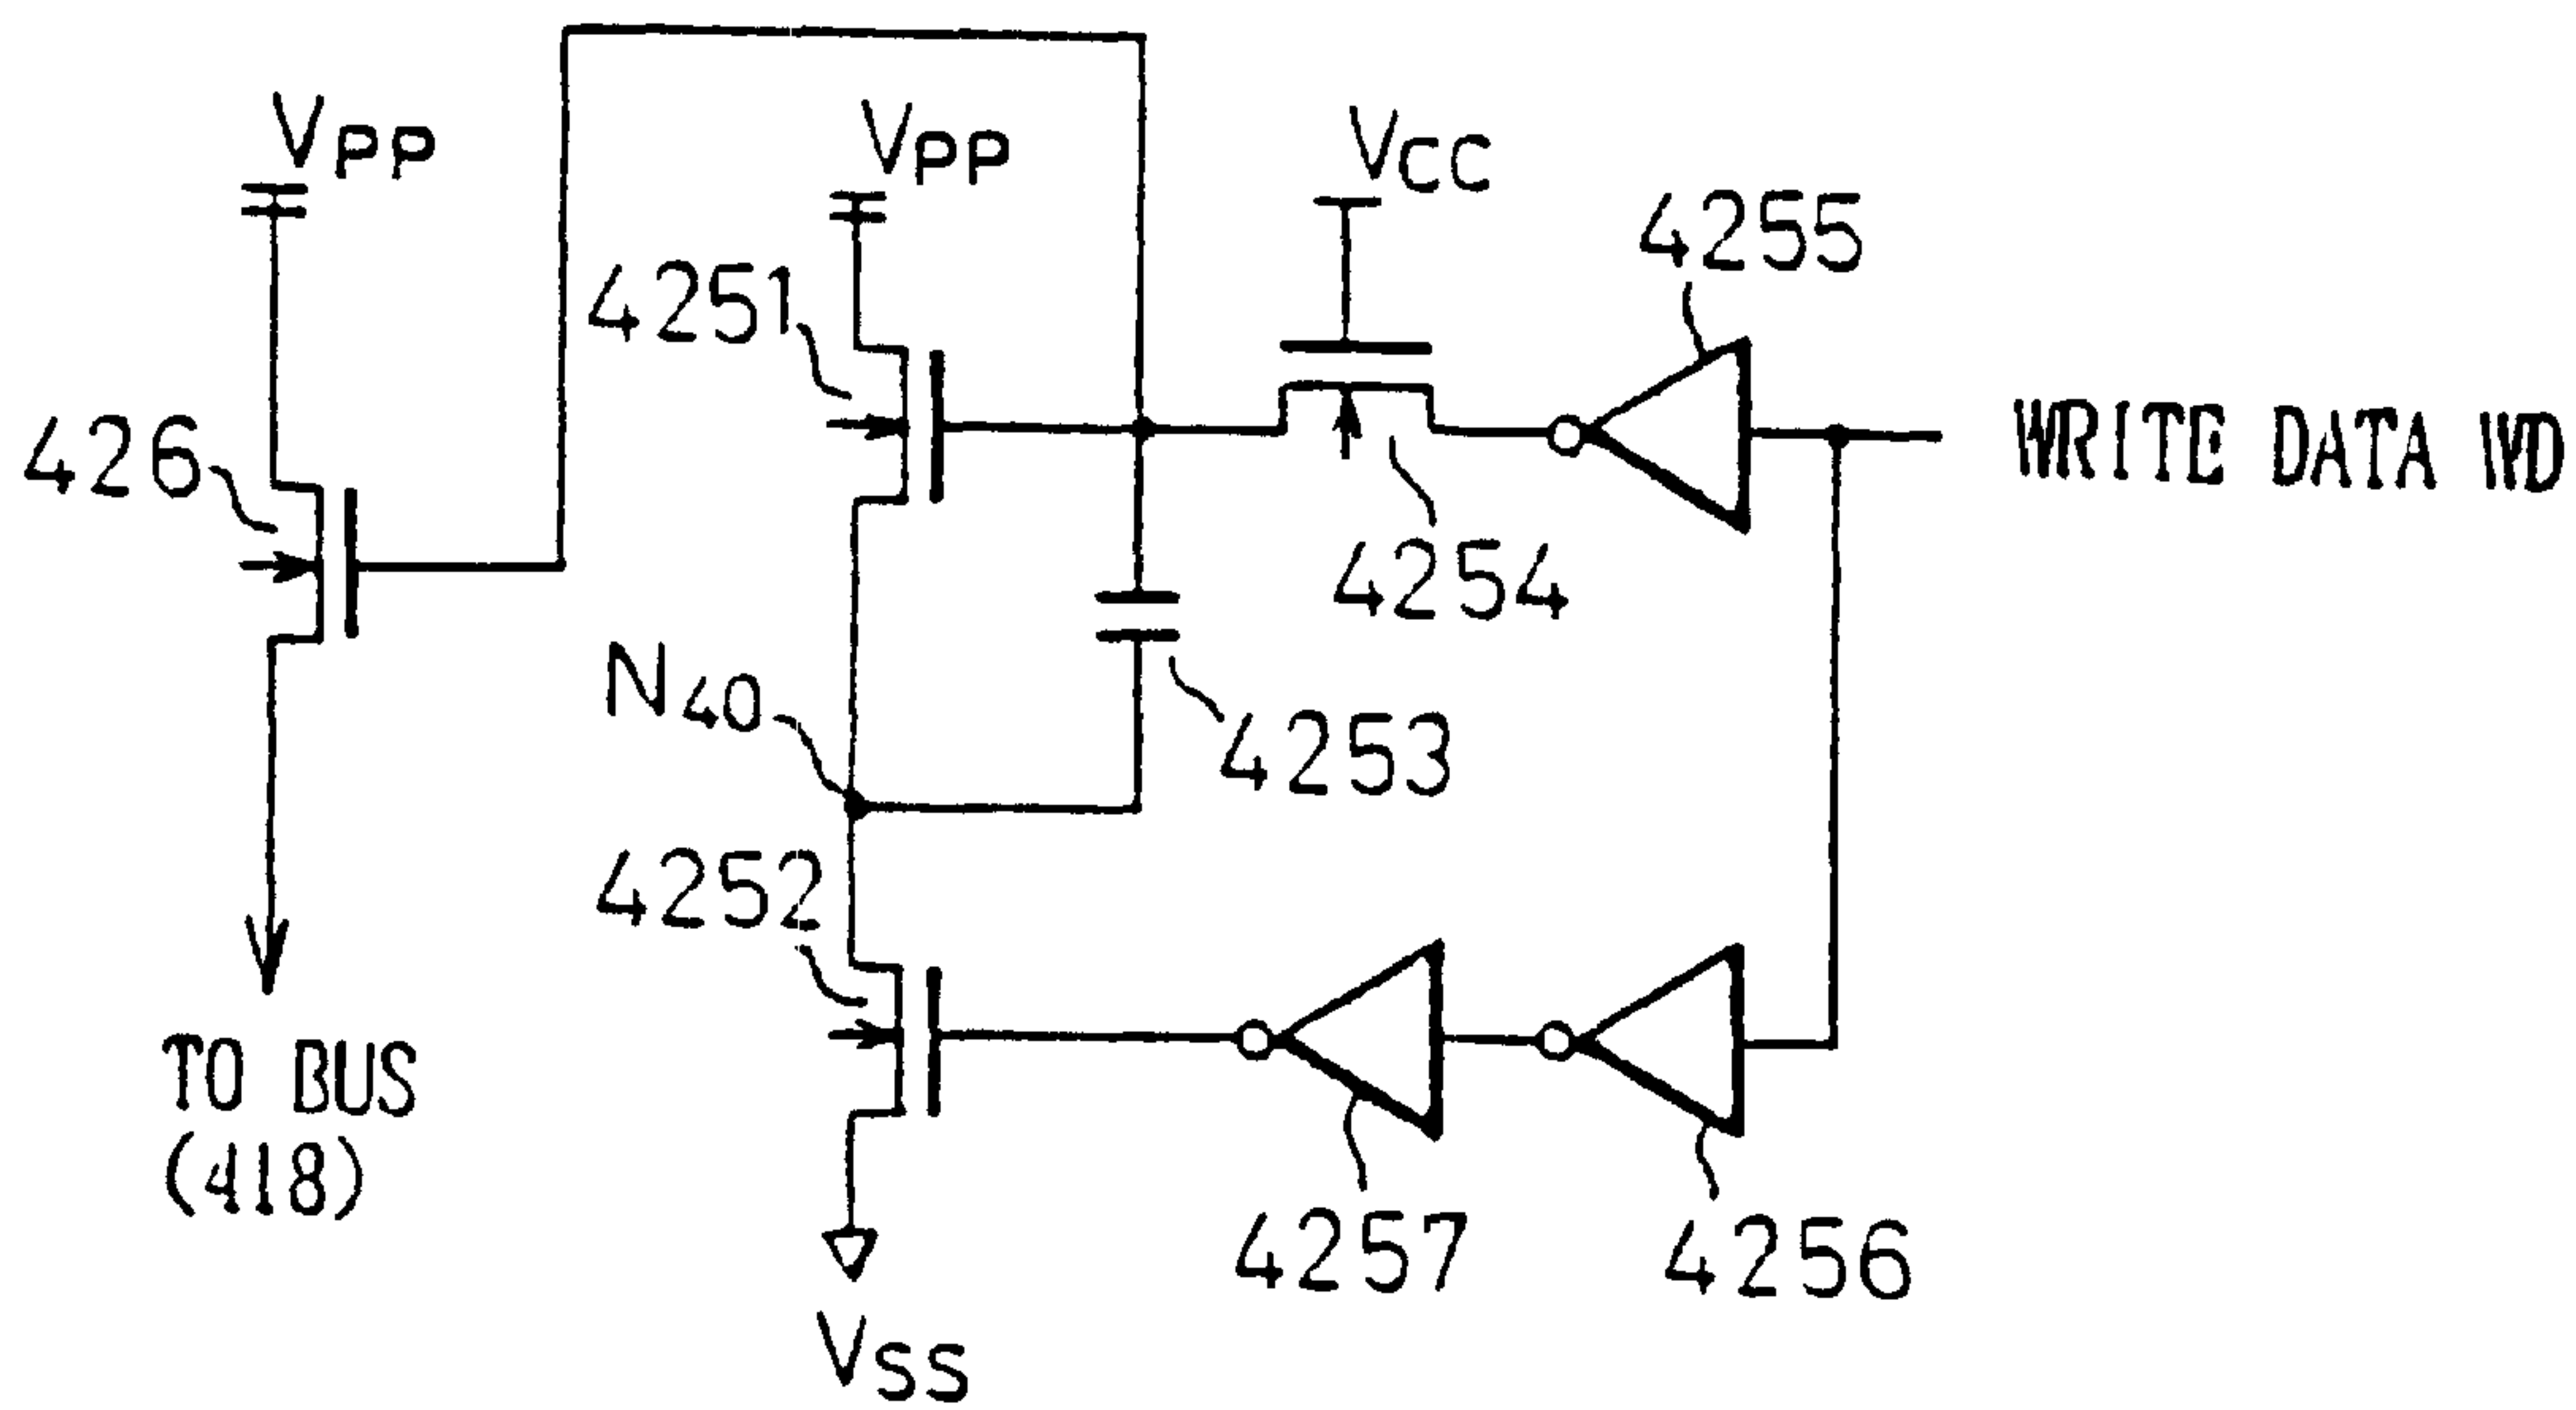 VPP
VPP
VCC
4255
4251
426
WRITE DATA WD
4254
N40
4253
4252
TO BUS
(418)
4257
4256
VSS